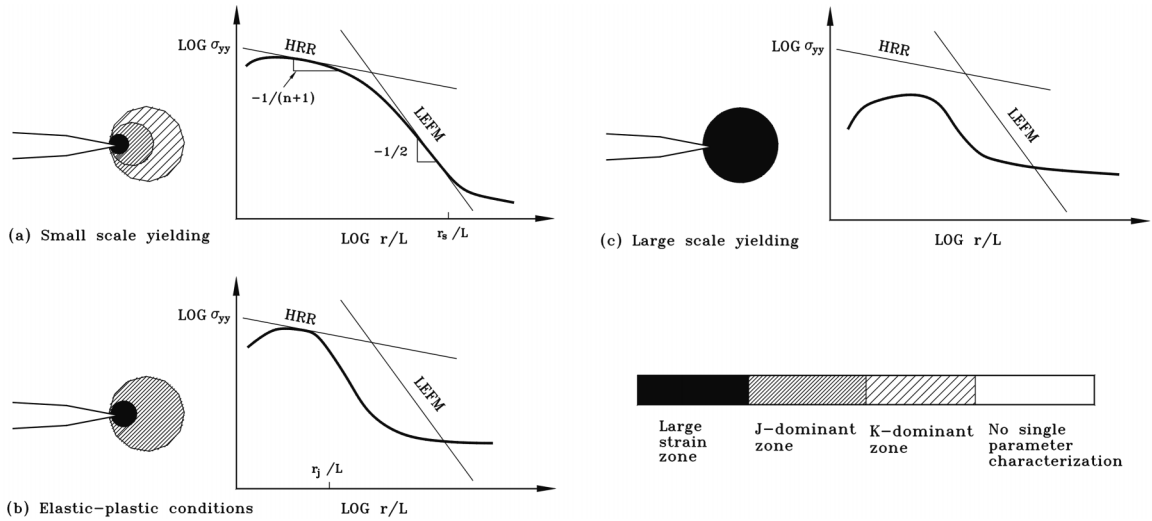 LOG σyy
HRR
−1/(n+1)
LEFM
−1/2
rs /L
LOG r/L
(a) Small scale yielding
LOG σyy
HRR
LEFM
rj /L
LOG r/L
(b) Elastic−plastic conditions
LOG σyy
HRR
LEFM
LOG r/L
(c) Large scale yielding
Large
strain
zone
J−dominant
zone
K−dominant
zone
No single
parameter
characterization